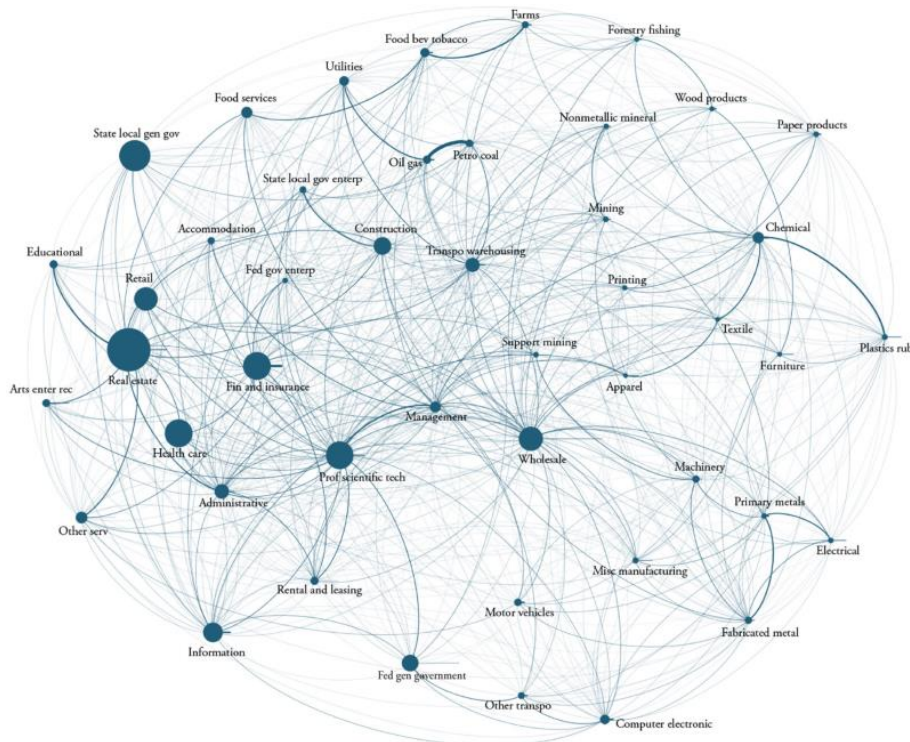 Farms
Food bev tobacco
Forestry fishing
Utilities
Food services
Wood products
Nonmetallic mineral
Paper products
State local gen gov
Petro coal
Oil gas
State local gov enterp
Mining
Accommodation
Construction
Chemical
Educational
Transpo warehousing
Fed gov enterp
Retail
Printing
Textile
Support mining
Plastics rub
Real estate
Fin and insurance
Furniture
Apparel
Arts enter rec
Management
Health care
Wholesale
Prof scientific tech
Machinery
Administrative
Primary metals
Other serv
Electrical
Misc manufacturing
Rental and leasing
Motor vehicles
Fabricated metal
Information
Fed gen government
Other transpo
Computer electronic